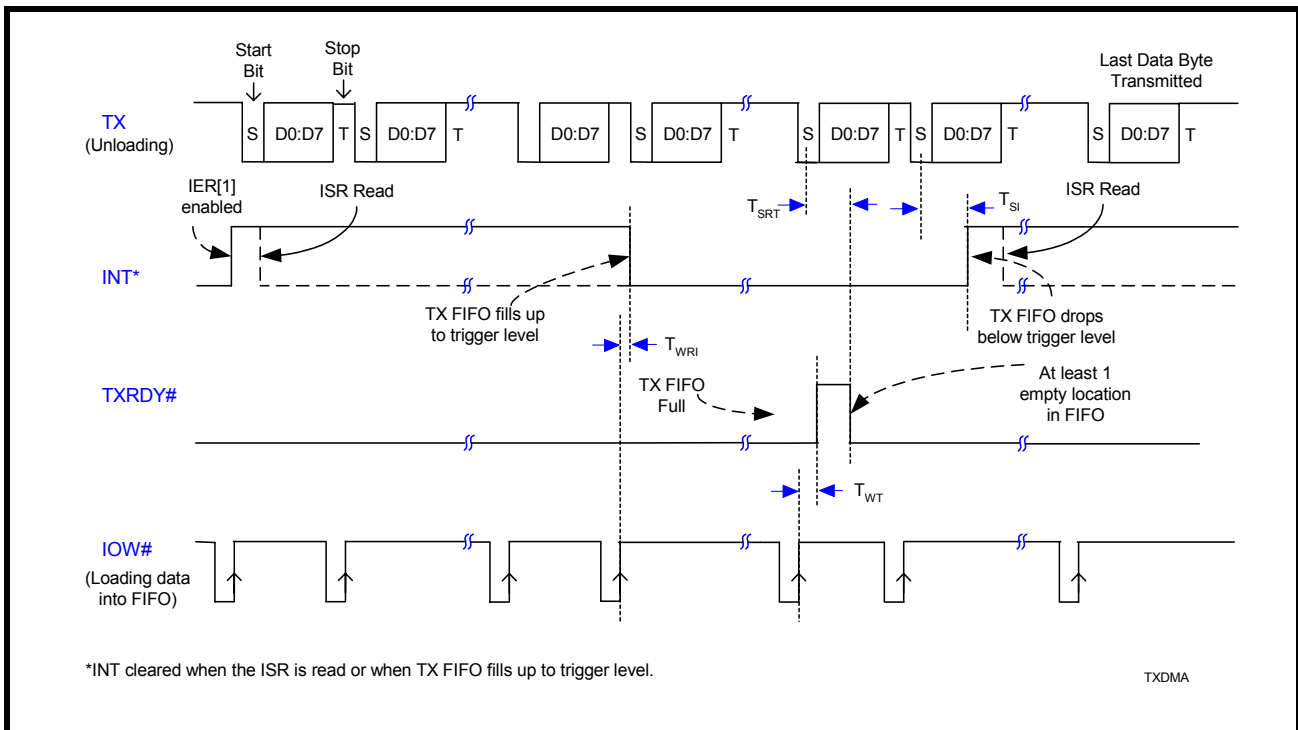 Start
Bit
Stop
Bit
Last Data Byte
Transmitted
TX
(Unloading)
S D0:D7 T S D0:D7 T D0:D7 S D0:D7 T S D0:D7 T S D0:D7 T S D0:D7 T
IER[1]
enabled
ISR Read
TSRT
TSI
ISR Read
INT*
TX FIFO fills up
to trigger level
TX FIFO drops
below trigger level
TWRI
TXRDY#
TX FIFO
Full
At least 1
empty location
in FIFO
TWT
IOW#
(Loading data
into FIFO)
*INT cleared when the ISR is read or when TX FIFO fills up to trigger level.
TXDMA